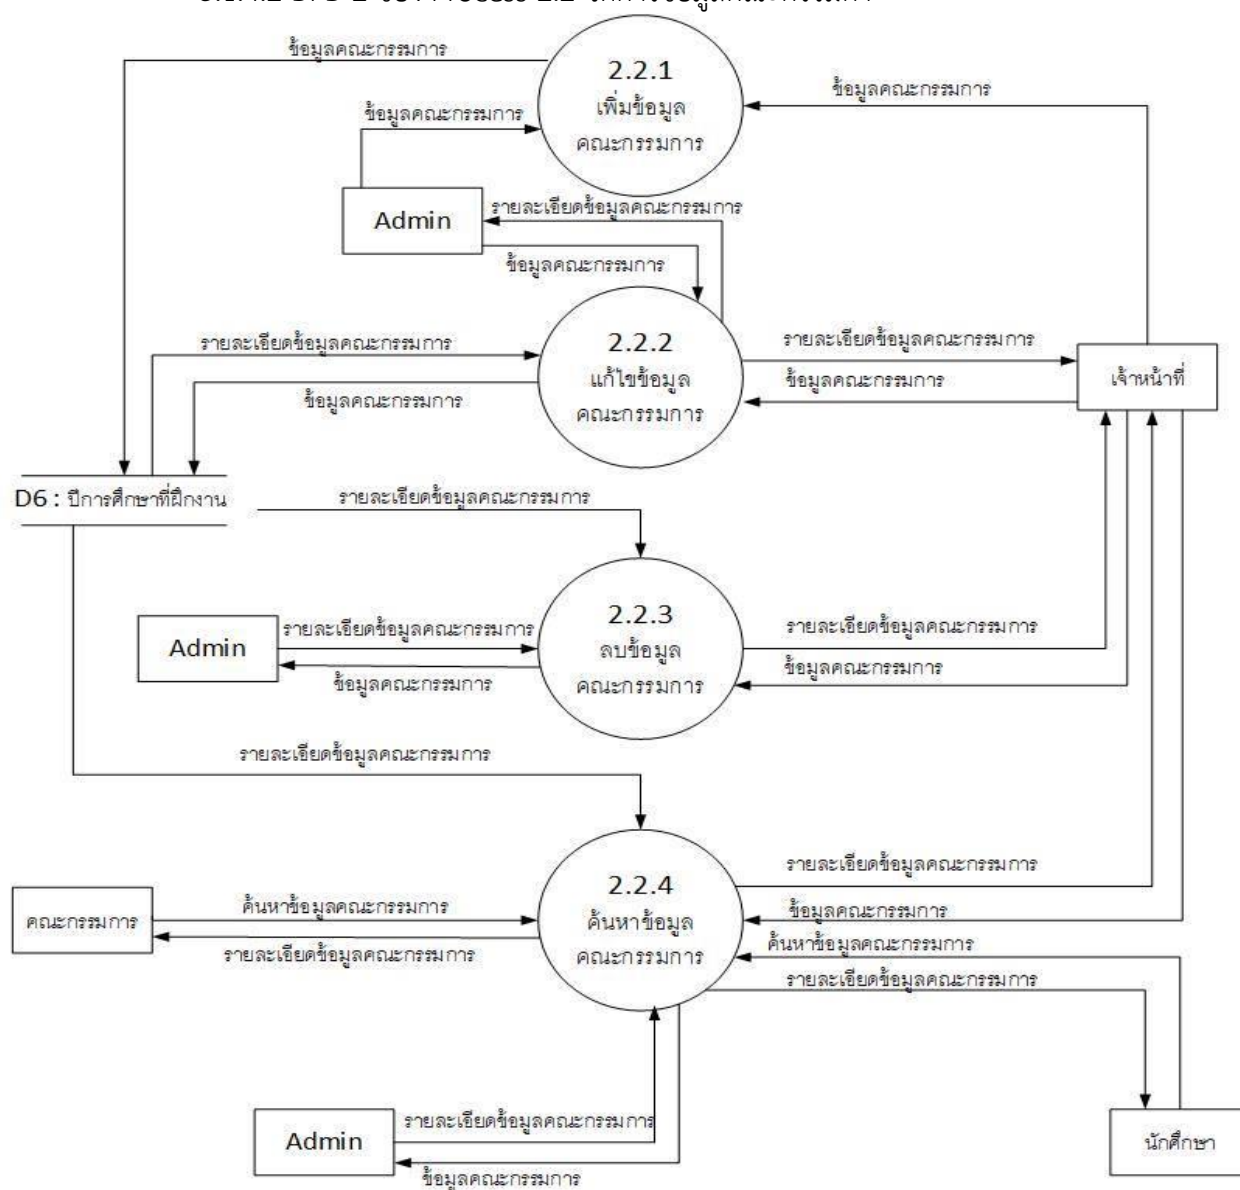 ข้อมูลคณะกรรมการ
2.2.1
เพิ่มข้อมูล
คณะกรรมการ
ข้อมูลคณะกรรมการ
ข้อมูลคณะกรรมการ
Admin
รายละเอียดข้อมูลคณะกรรมการ
ข้อมูลคณะกรรมการ
รายละเอียดข้อมูลคณะกรรมการ
ข้อมูลคณะกรรมการ
2.2.2
แก้ไขข้อมูล
คณะกรรมการ
รายละเอียดข้อมูลคณะกรรมการ
ข้อมูลคณะกรรมการ
เจ้าหน้าที่
D6 : ปีการศึกษาที่ฝึกงาน
รายละเอียดข้อมูลคณะกรรมการ
Admin
รายละเอียดข้อมูลคณะกรรมการ
ข้อมูลคณะกรรมการ
2.2.3
ลบข้อมูล
คณะกรรมการ
รายละเอียดข้อมูลคณะกรรมการ
ข้อมูลคณะกรรมการ
รายละเอียดข้อมูลคณะกรรมการ
คณะกรรมการ
ค้นหาข้อมูลคณะกรรมการ
รายละเอียดข้อมูลคณะกรรมการ
2.2.4
ค้นหาข้อมูล
คณะกรรมการ
รายละเอียดข้อมูลคณะกรรมการ
ข้อมูลคณะกรรมการ
ค้นหาข้อมูลคณะกรรมการ
รายละเอียดข้อมูลคณะกรรมการ
Admin
รายละเอียดข้อมูลคณะกรรมการ
ข้อมูลคณะกรรมการ
นักศึกษา